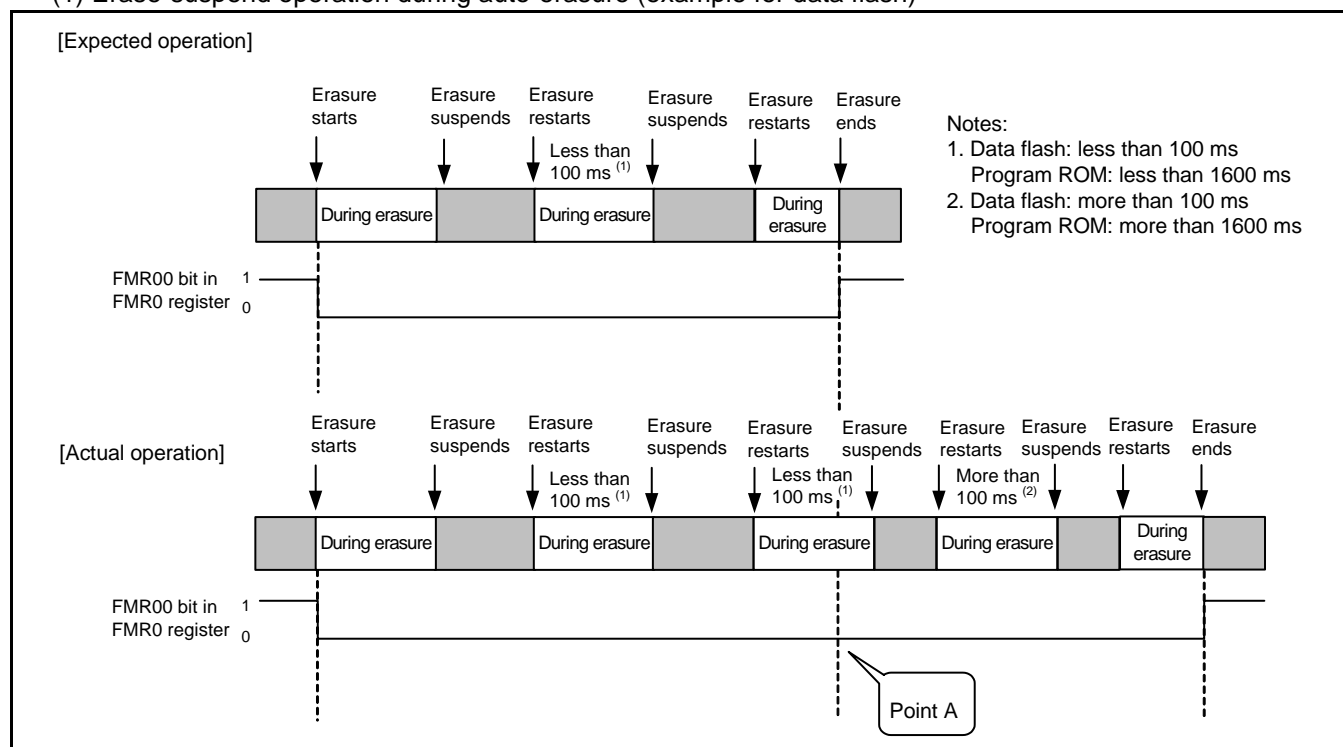 (1) Erase-suspend operation during auto-erasure (example for data flash)
[Expected operation]
Erasure starts
Erasure suspends
Erasure restarts
Less than 100 ms (1)
Erasure suspends
Erasure restarts
Erasure ends
Notes:
1. Data flash: less than 100 ms
Program ROM: less than 1600 ms
2. Data flash: more than 100 ms
Program ROM: more than 1600 ms
During erasure
During erasure
During erasure
FMR00 bit in FMR0 register
1
0
[Actual operation]
Erasure starts
Erasure suspends
Erasure restarts
Less than 100 ms (1)
Erasure suspends
Erasure restarts
Less than 100 ms (1)
Erasure suspends
Erasure restarts
More than 100 ms (2)
Erasure suspends
Erasure restarts
Erasure ends
During erasure
During erasure
During erasure
During erasure
During erasure
FMR00 bit in FMR0 register
1
0
Point A